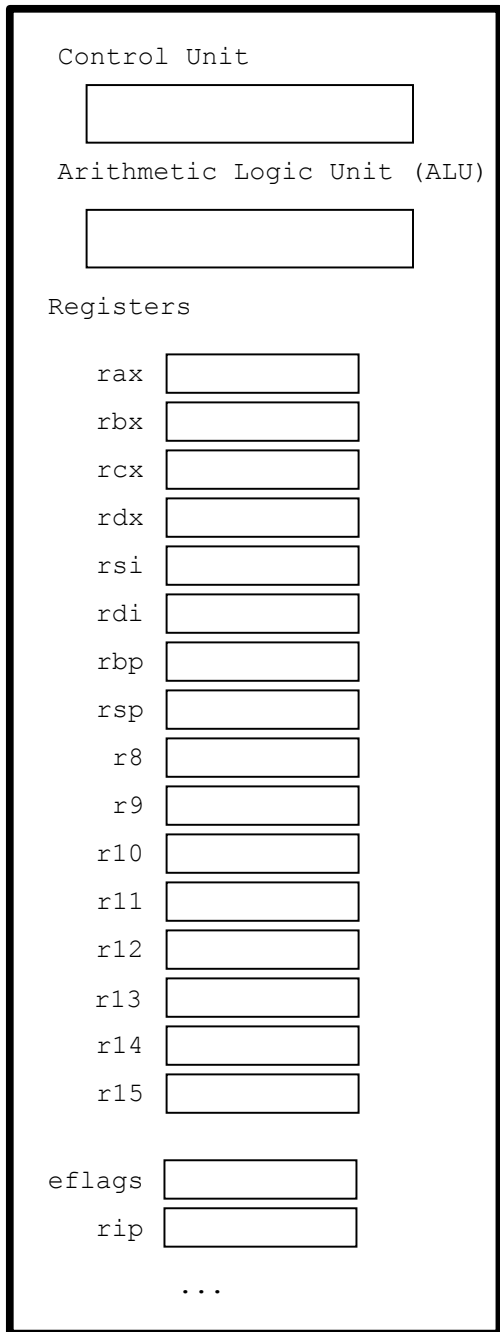 Control Unit
Arithmetic Logic Unit (ALU)
Registers
rax
rbx
rcx
rdx
rsi
rdi
rbp
rsp
r8
r9
r10
r11
r12
r13
r14
r15
eflags
rip
...